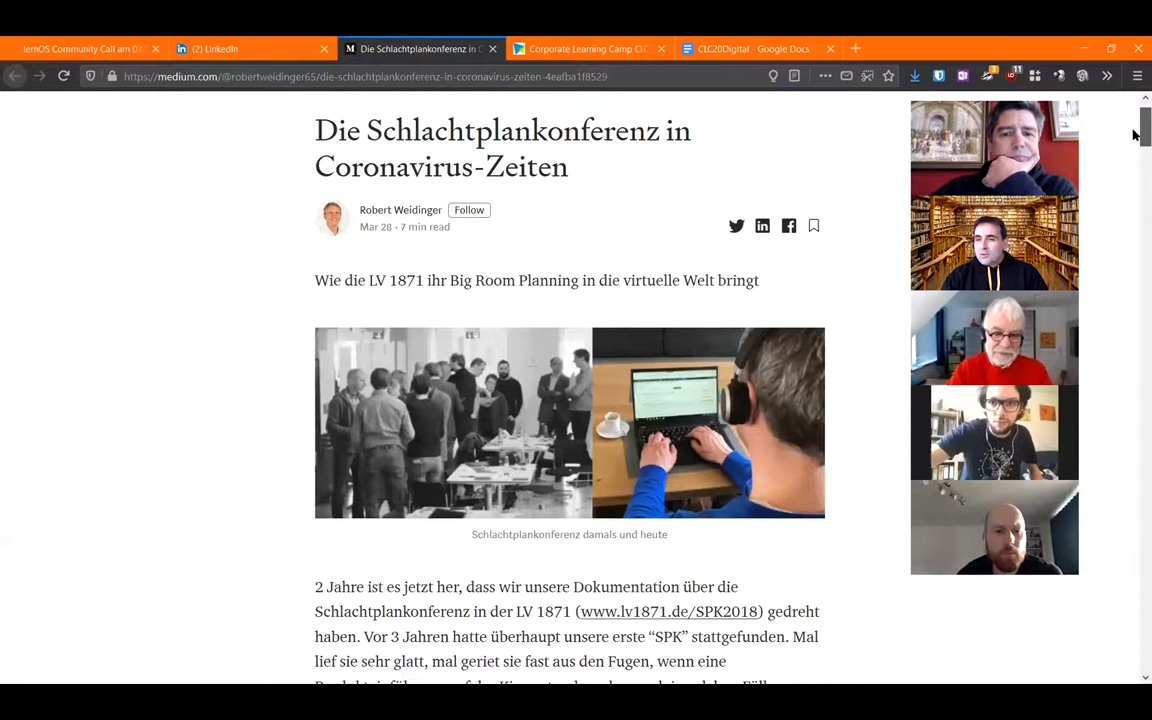 lernOS Community Call am 03
(2) LinkedIn
Die Schlachtplankonferenz in C
Corporate Learning Camp CL
CLC20Digital - Google Docs
https://medium.com/@robertweidinger65/die-schlachtplankonferenz-in-coronavirus-zeiten-4eafba1f8529
3
11
Die Schlachtplankonferenz in
Coronavirus-Zeiten
Robert Weidinger Follow
Mar 28 · 7 min read
Wie die LV 1871 ihr Big Room Planning in die virtuelle Welt bringt
Schlachtplankonferenz damals und heute
2 Jahre ist es jetzt her, dass wir unsere Dokumentation über die
Schlachtplankonferenz in der LV 1871 (www.lv1871.de/SPK2018) gedreht
haben. Vor 3 Jahren hatte überhaupt unsere erste “SPK” stattgefunden. Mal
lief sie sehr glatt, mal geriet sie fast aus den Fugen, wenn eine